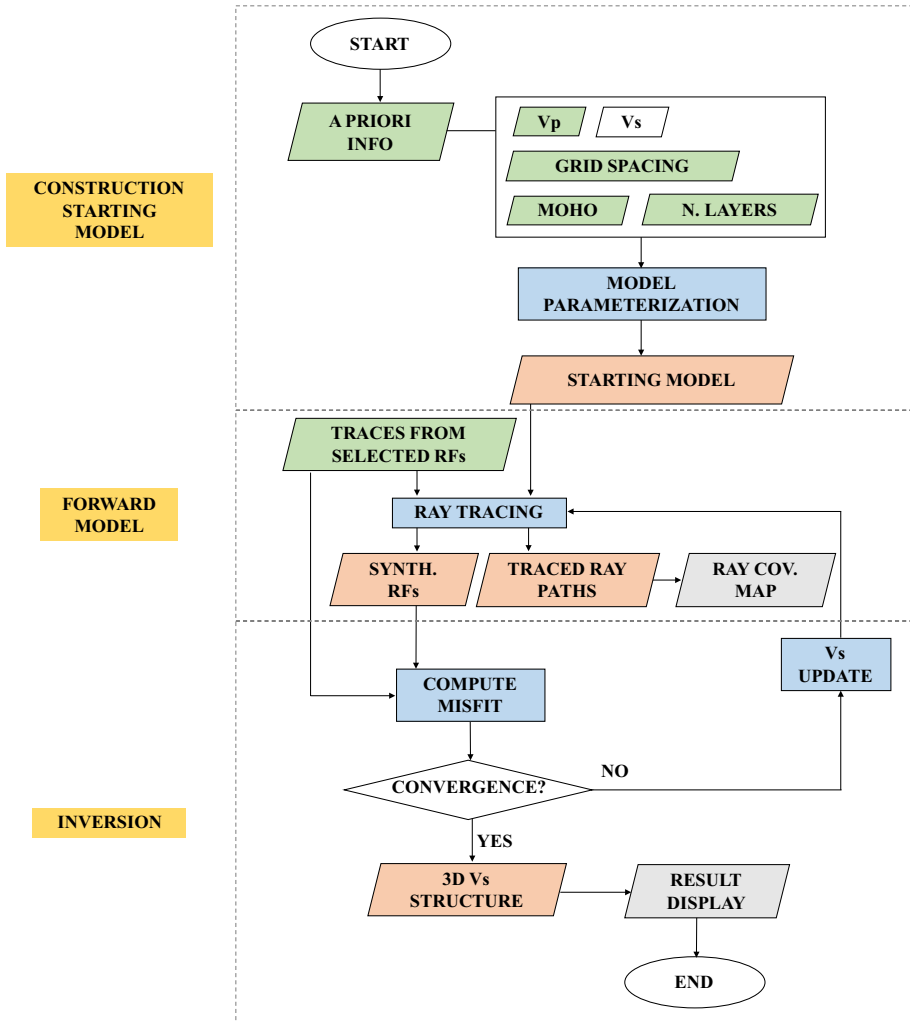 START
A PRIORI
INFO
Vp
Vs
GRID SPACING
MOHO
N. LAYERS
CONSTRUCTION
STARTING
MODEL
MODEL
PARAMETERIZATION
STARTING MODEL
TRACES FROM
SELECTED RFs
FORWARD
MODEL
RAY TRACING
SYNTH.
RFs
TRACED RAY
PATHS
RAY COV.
MAP
Vs
UPDATE
COMPUTE
MISFIT
CONVERGENCE?
NO
YES
INVERSION
3D Vs
STRUCTURE
RESULT
DISPLAY
END